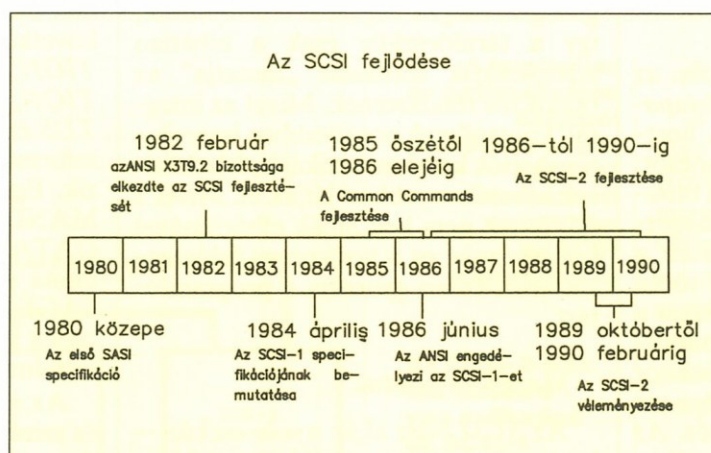 Az SCSI fejlődése
1982 február
azANSI X3T9.2 bizottsága
elkezdte az SCSI fejleszté-
sét
1985 őszétől
1986 elejéig
A Common Commands
fejlesztése
1986-tól 1990-ig
Az SCSI-2 fejlesztése
1980 1981 1982 1983 1984 1985 1986 1987 1988 1989 1990
1980 közepe
Az első SASI
specifikáció
1984 április
Az SCSI-1 speci-
fikációjának be-
mutatása
1986 június
Az ANSI engedé-
lyezi az SCSI-1-et
1989 októbertől
1990 februárig
Az SCSI-2
véleményezése